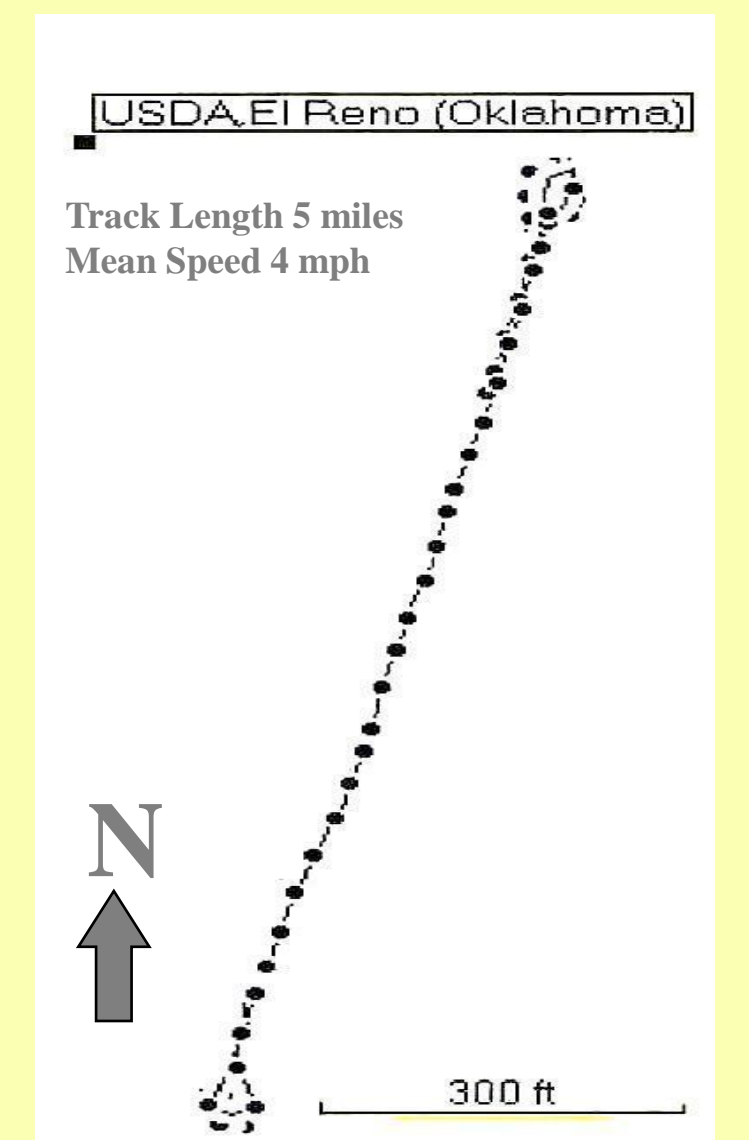 USDA,El Reno (Oklahoma)
Track Length 5 miles
Mean Speed 4 mph
N
300 ft